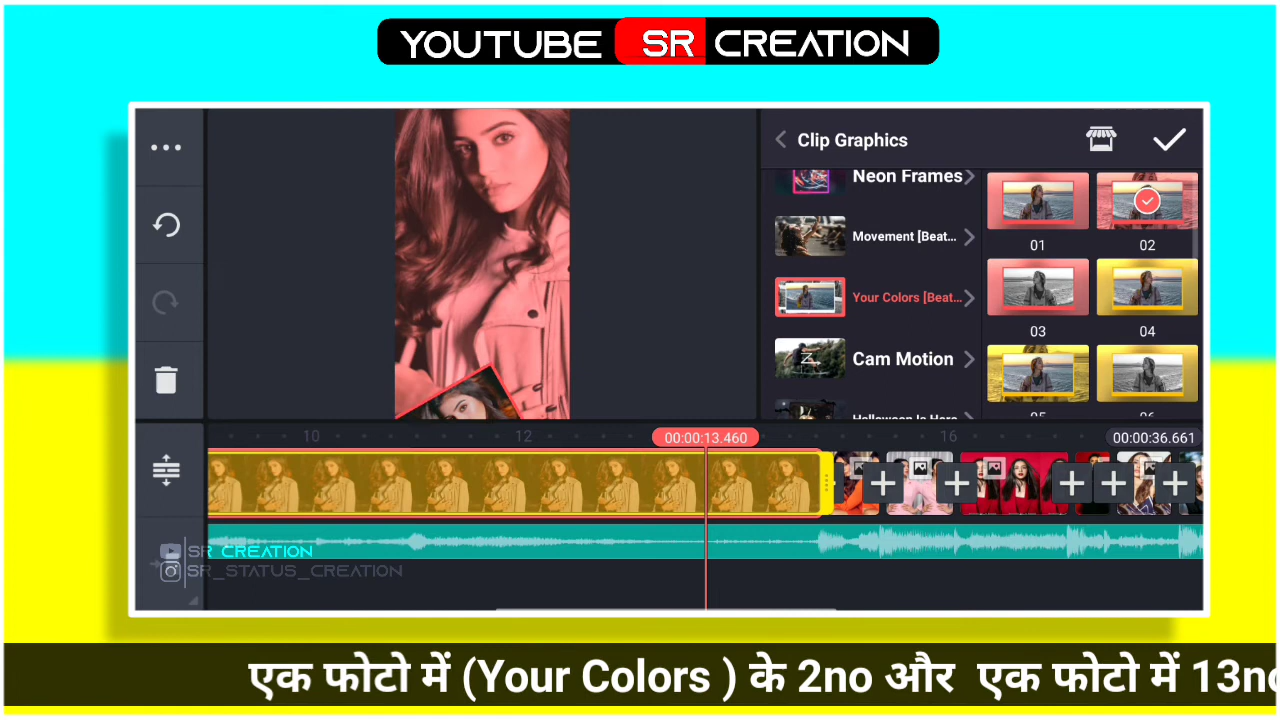 YOUTUBE SR CREATION
Clip Graphics
Neon Frames
Movement [Beat...
Your Colors [Beat...
Cam Motion
01
02
03
04
10
12
00:00:13.460
16
00:00:36.661
SR CREATION
SR_STATUS_CREATION
एक फोटो में (Your Colors ) के 2no और एक फोटो में 13no